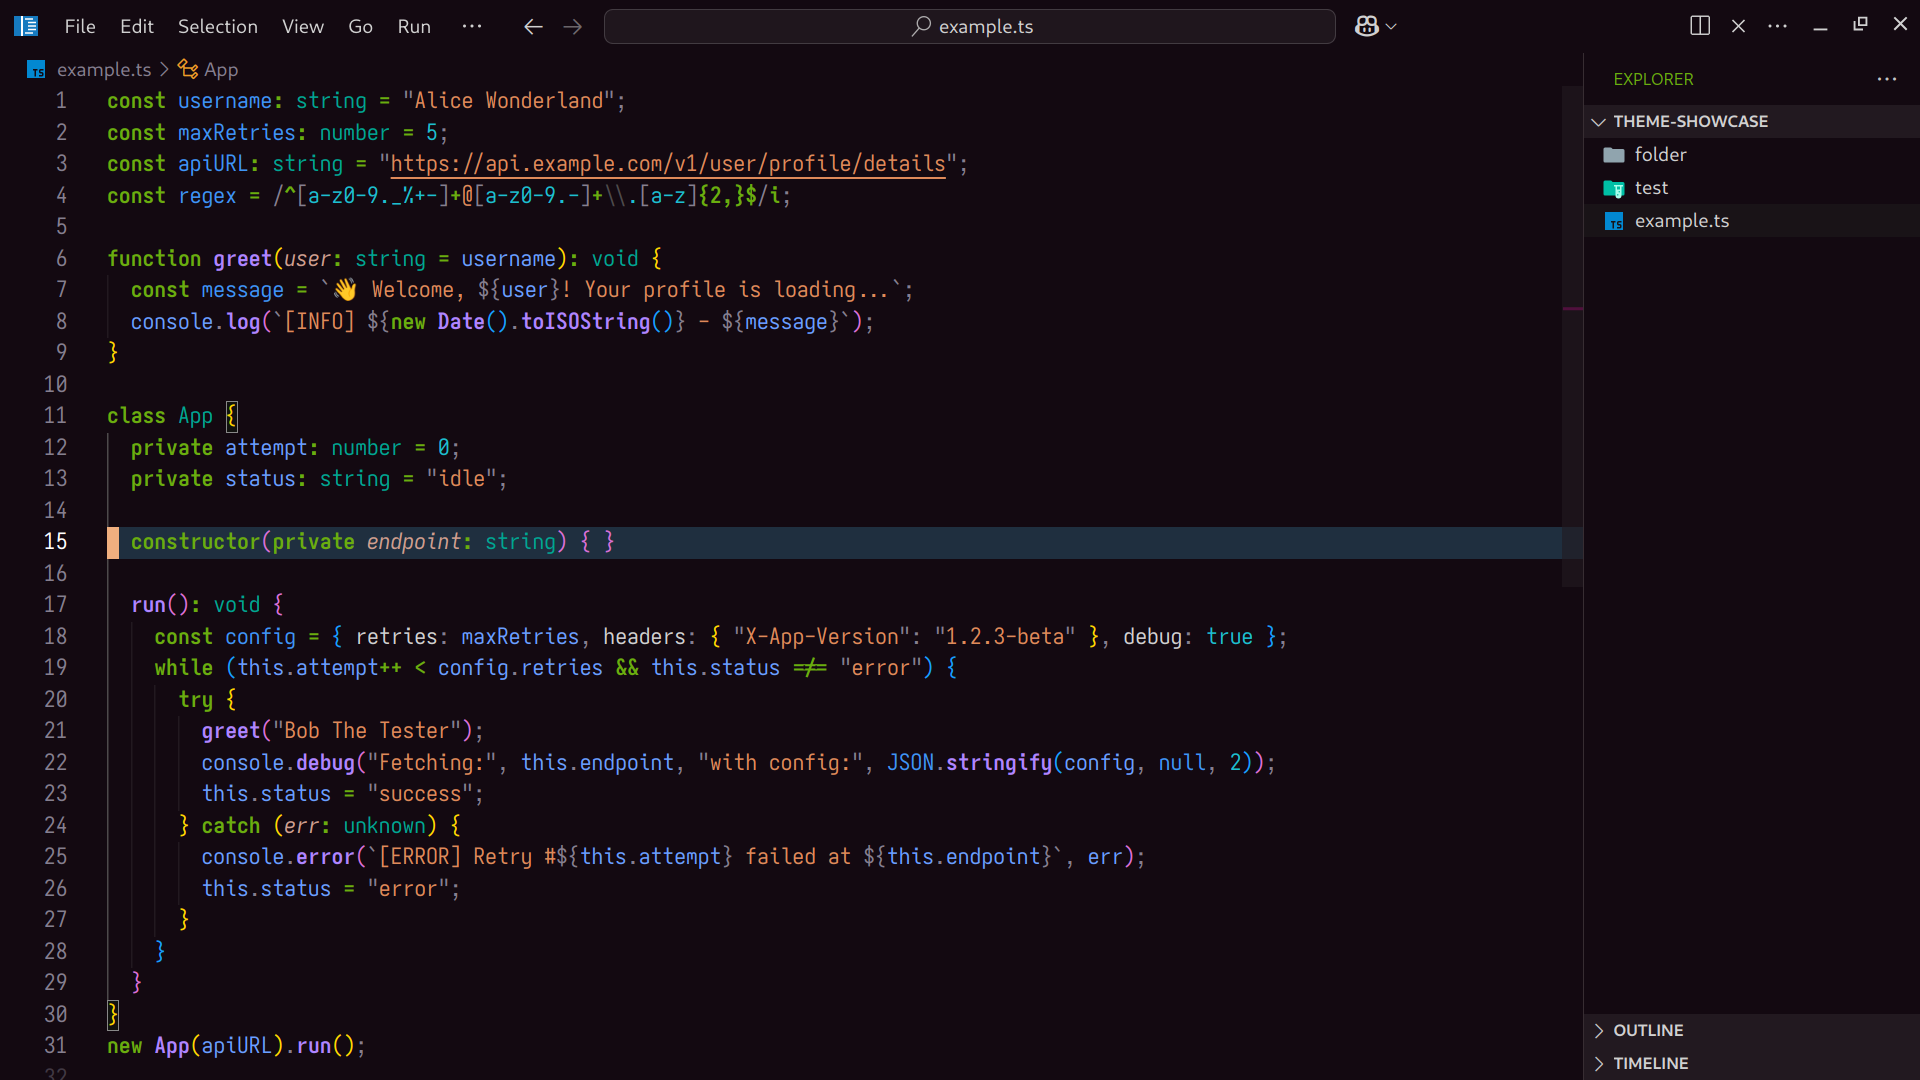 File Edit Selection View Go Run ··· example.ts
example.ts > App
1 const username: string = "Alice Wonderland";
2 const maxRetries: number = 5;
3 const apiURL: string = "https://api.example.com/v1/user/profile/details";
4 const regex = /^[a-z0-9._%+-]+@[a-z0-9.-]+\\.[a-z]{2,}$/i;
5
6 function greet(user: string = username): void {
7   const message = `👋 Welcome, ${user}! Your profile is loading...`;
8   console.log(`[INFO] ${new Date().toISOString()} - ${message}`);
9 }
10
11 class App {
12   private attempt: number = 0;
13   private status: string = "idle";
14
15   constructor(private endpoint: string) { }
16
17   run(): void {
18     const config = { retries: maxRetries, headers: { "X-App-Version": "1.2.3-beta" }, debug: true };
19     while (this.attempt++ < config.retries && this.status !== "error") {
20       try {
21         greet("Bob The Tester");
22         console.debug("Fetching:", this.endpoint, "with config:", JSON.stringify(config, null, 2));
23         this.status = "success";
24       } catch (err: unknown) {
25         console.error(`[ERROR] Retry #${this.attempt} failed at ${this.endpoint}`, err);
26         this.status = "error";
27       }
28     }
29   }
30 }
31 new App(apiURL).run();
32
EXPLORER ···
THEME-SHOWCASE
folder
test
TS example.ts
OUTLINE
TIMELINE